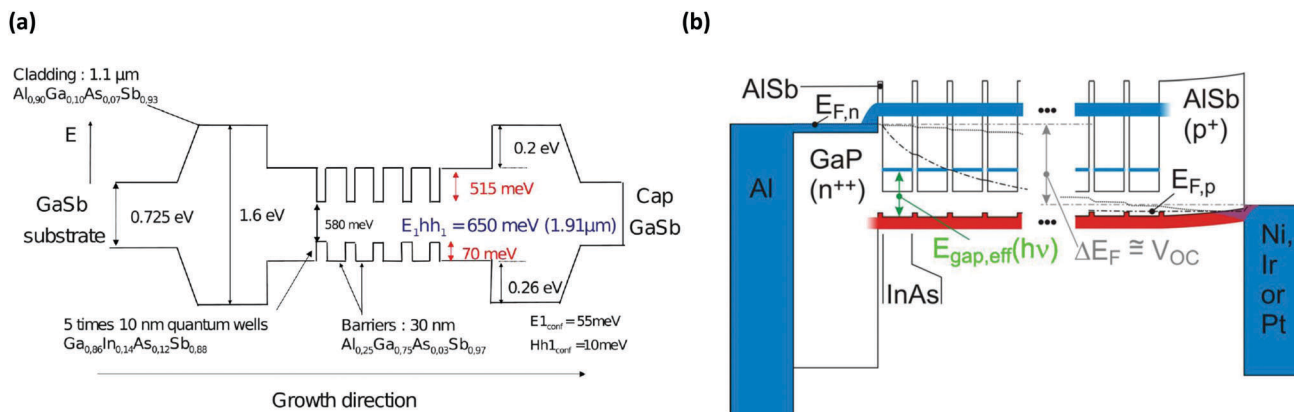 (a)
Cladding : 1.1 µm
Al0,90Ga0,10As0,07Sb0,93
E
GaSb
substrate
0.725 eV
1.6 eV
580 meV
515 meV
E1hh1 = 650 meV (1.91µm)
70 meV
0.2 eV
0.26 eV
Cap
GaSb
5 times 10 nm quantum wells
Ga0,86In0,14As0,12Sb0,88
Barriers : 30 nm
Al0,25Ga0,75As0,03Sb0,97
E1conf = 55meV
Hh1conf = 10meV
Growth direction
(b)
AlSb
EF,n
AlSb
(p+)
GaP
(n++)
Al
EF,p
Egap,eff(hν)
ΔEF ≅ VOC
InAs
Ni,
Ir
or
Pt